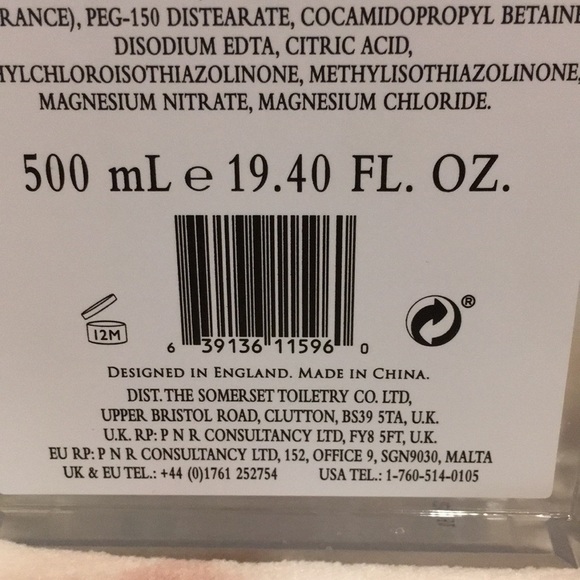 RANCE), PEG-150 DISTEARATE, COCAMIDOPROPYL BETAINE
DISODIUM EDTA, CITRIC ACID,
HYLCHLOROISOTHIAZOLINONE, METHYLISOTHIAZOLINONE,
MAGNESIUM NITRATE, MAGNESIUM CHLORIDE.
500 mL ℮ 19.40 FL. OZ.
12M
®
6 39136 11596 0
DESIGNED IN ENGLAND. MADE IN CHINA.
DIST. THE SOMERSET TOILETRY CO. LTD,
UPPER BRISTOL ROAD, CLUTTON, BS39 5TA, U.K.
U.K. RP: P N R CONSULTANCY LTD, FY8 5FT, U.K.
EU RP: P N R CONSULTANCY LTD, 152, OFFICE 9, SGN9030, MALTA
UK & EU TEL.: +44 (0)1761 252754 USA TEL.: 1-760-514-0105